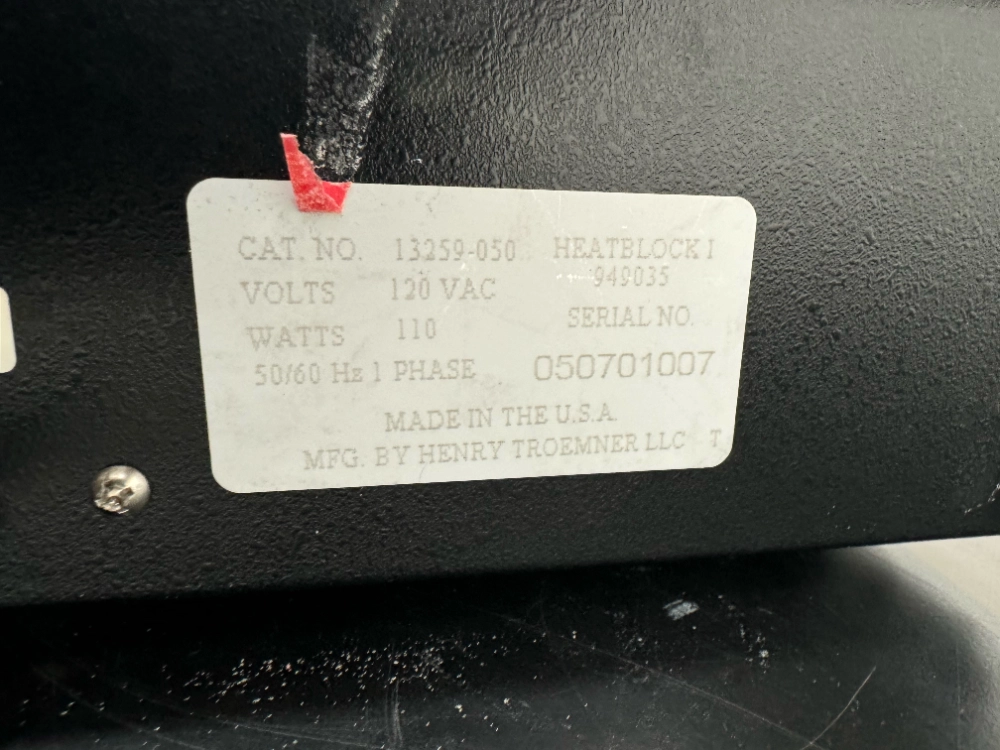 CAT. NO. 13259-050 HEATBLOCK I
949035
VOLTS 120 VAC
SERIAL NO.
WATTS 110
50/60 Hz 1 PHASE 050701007
MADE IN THE U.S.A.
MFG. BY HENRY TROEMNER LLC T